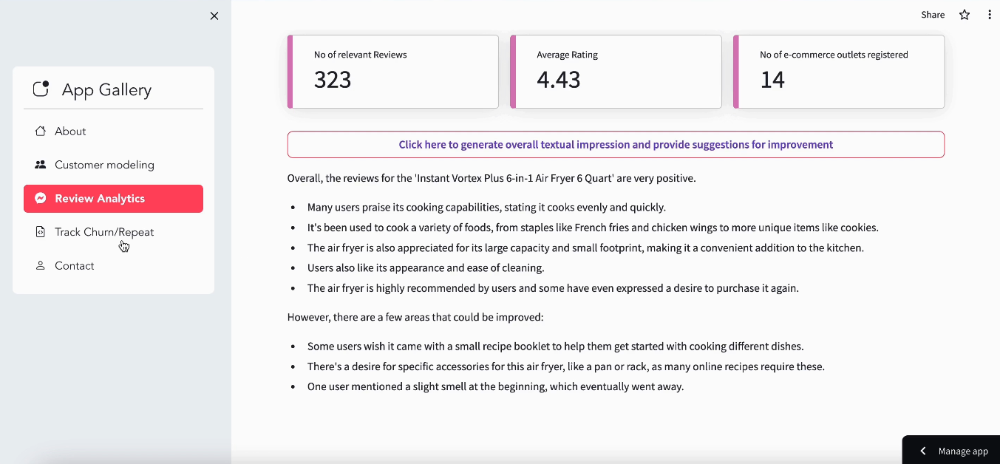 Share
App Gallery
About
Customer modeling
Review Analytics
Track Churn/Repeat
Contact
No of relevant Reviews
323
Average Rating
4.43
No of e-commerce outlets registered
14
Click here to generate overall textual impression and provide suggestions for improvement
Overall, the reviews for the 'Instant Vortex Plus 6-in-1 Air Fryer 6 Quart' are very positive.
• Many users praise its cooking capabilities, stating it cooks evenly and quickly.
• It's been used to cook a variety of foods, from staples like French fries and chicken wings to more unique items like cookies.
• The air fryer is also appreciated for its large capacity and small footprint, making it a convenient addition to the kitchen.
• Users also like its appearance and ease of cleaning.
• The air fryer is highly recommended by users and some have even expressed a desire to purchase it again.
However, there are a few areas that could be improved:
• Some users wish it came with a small recipe booklet to help them get started with cooking different dishes.
• There's a desire for specific accessories for this air fryer, like a pan or rack, as many online recipes require these.
• One user mentioned a slight smell at the beginning, which eventually went away.
Manage app